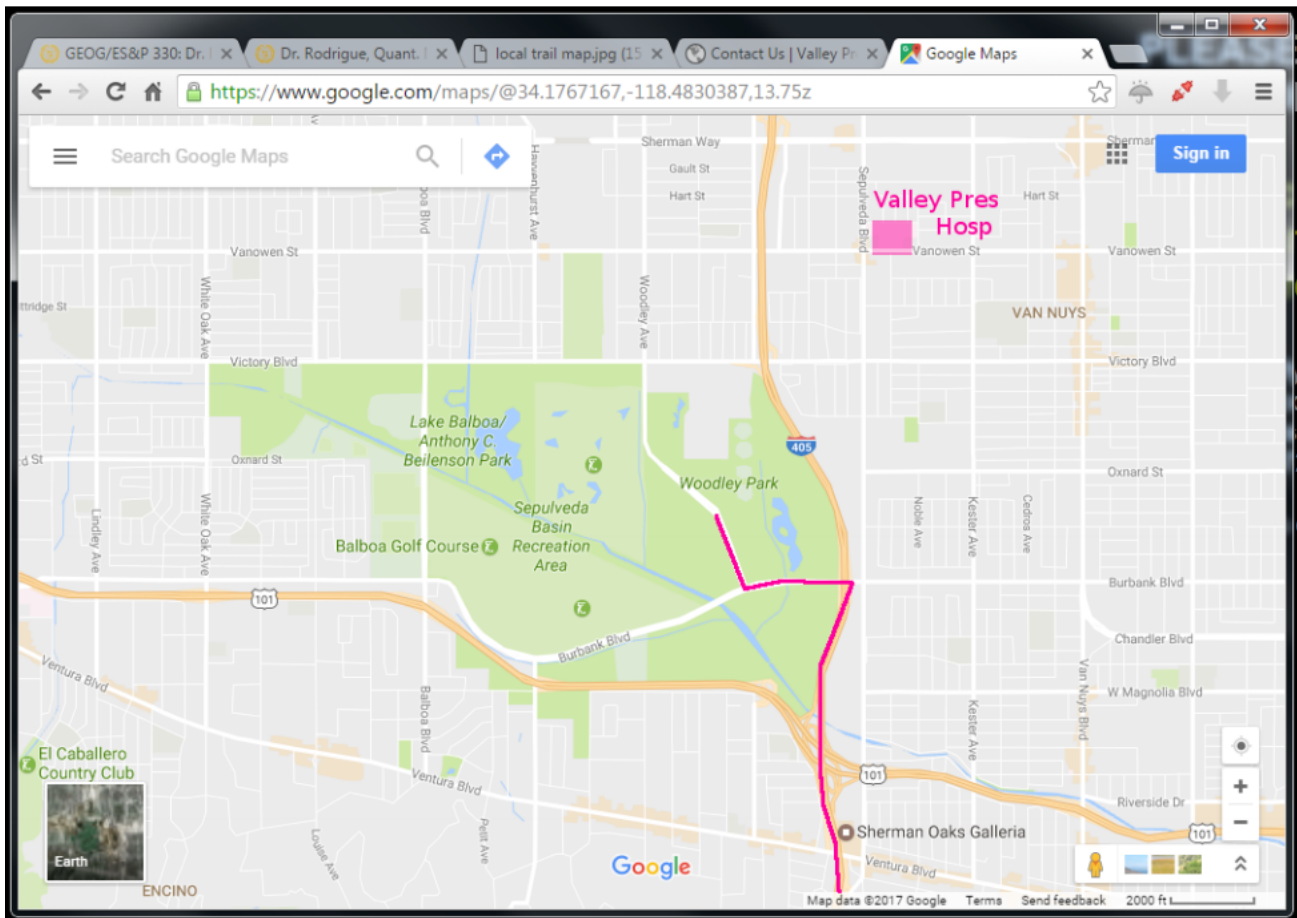 PLEASE
GEOG/ES&P 330: Dr.
Dr. Rodrigue, Quant.
local trail map.jpg (15
Contact Us | Valley Pr
Google Maps
https://www.google.com/maps/@34.1767167,-118.4830387,13.75z
Search Google Maps
Sign in
Sherman Way
Sherman
Gault St
Hart St
Hart St
Valley Pres
Hosp
Balboa Blvd
Hayvenhurst Ave
Sepulveda Blvd
Vanowen St
Vanowen St
Vanowen St
White Oak Ave
Woodley Ave
ttridge St
VAN NUYS
Victory Blvd
Victory Blvd
Lake Balboa/
Anthony C.
Beilenson Park
405
d St
Oxnard St
Oxnard St
Woodley Park
White Oak Ave
Lindley Ave
Sepulveda
Basin
Recreation
Area
Balboa Golf Course
Noble Ave
Kester Ave
Cedros Ave
101
Burbank Blvd
Burbank Blvd
Chandler Blvd
Ventura Blvd
Balboa Blvd
Kester Ave
Van Nuys Blvd
W Magnolia Blvd
El Caballero
Country Club
Ventura Blvd
101
Riverside Dr
Louise Ave
Petit Ave
Sherman Oaks Galleria
101
Earth
Google
Ventura Blvd
ENCINO
Map data ©2017 Google
Terms
Send feedback
2000 ft